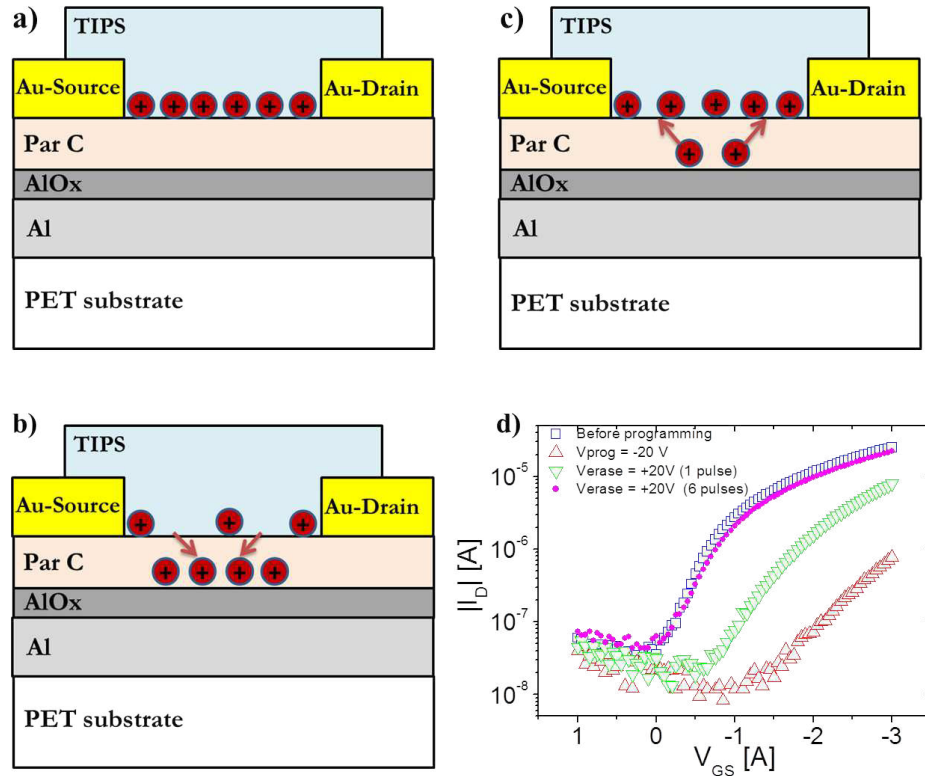 a)
TIPS
Au-Source
+ + + + + +
Au-Drain
Par C
AlOx
Al
PET substrate
c)
TIPS
Au-Source
+ + + + +
Au-Drain
Par C
+ +
AlOx
Al
PET substrate
b)
TIPS
Au-Source
+ + +
Au-Drain
Par C
+ + + +
AlOx
Al
PET substrate
d)
Before programming
Vprog = -20 V
Verase = +20V (1 pulse)
Verase = +20V (6 pulses)
|I_D| [A]
10^-5
10^-6
10^-7
10^-8
1 0 -1 -2 -3
V_GS [A]